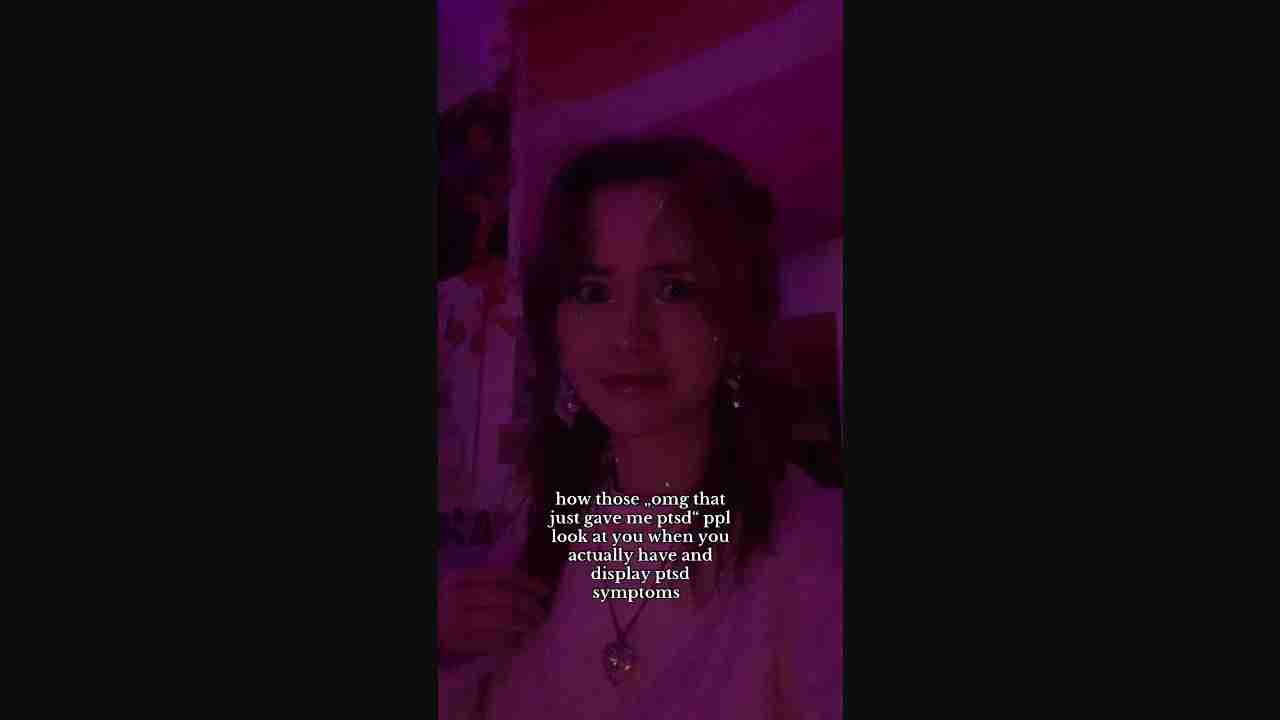 how those „omg that
just gave me ptsd“ ppl
look at you when you
actually have and
display ptsd
symptoms